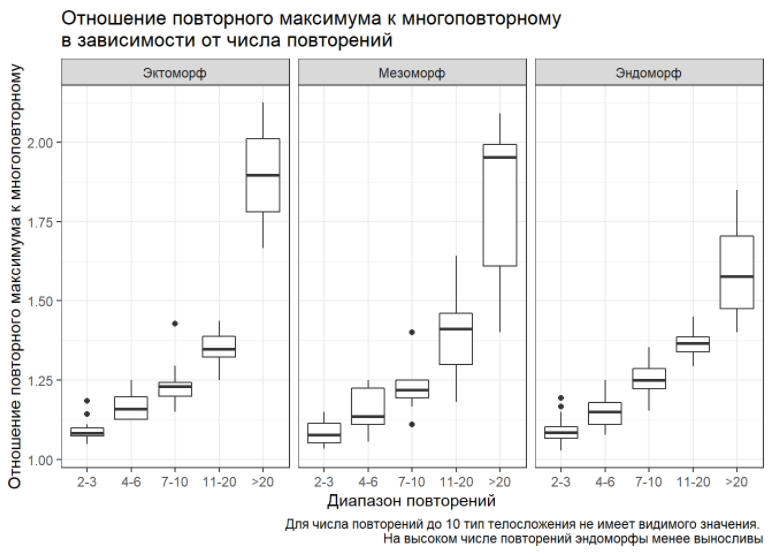 Отношение повторного максимума к многоповторному
в зависимости от числа повторений
Эктоморф
Мезоморф
Эндоморф
Отношение повторного максимума к многоповторному
2.00
1.75
1.50
1.25
1.00
2-3 4-6 7-10 11-20 >20
2-3 4-6 7-10 11-20 >20
2-3 4-6 7-10 11-20 >20
Диапазон повторений
Для числа повторений до 10 тип телосложения не имеет видимого значения.
На высоком числе повторений эндоморфы менее выносливы